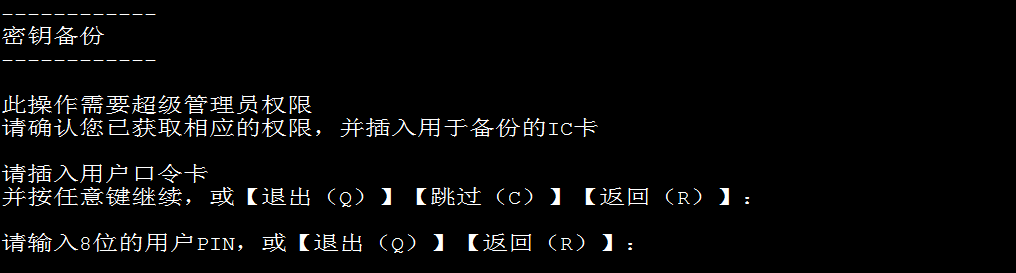 ------------
密钥备份
------------
此操作需要超级管理员权限
请确认您已获取相应的权限，并插入用于备份的IC卡
请插入用户口令卡
并按任意键继续，或【退出（Q）】【跳过（C）】【返回（R）】：
请输入8位的用户PIN，或【退出（Q）】【返回（R）】：